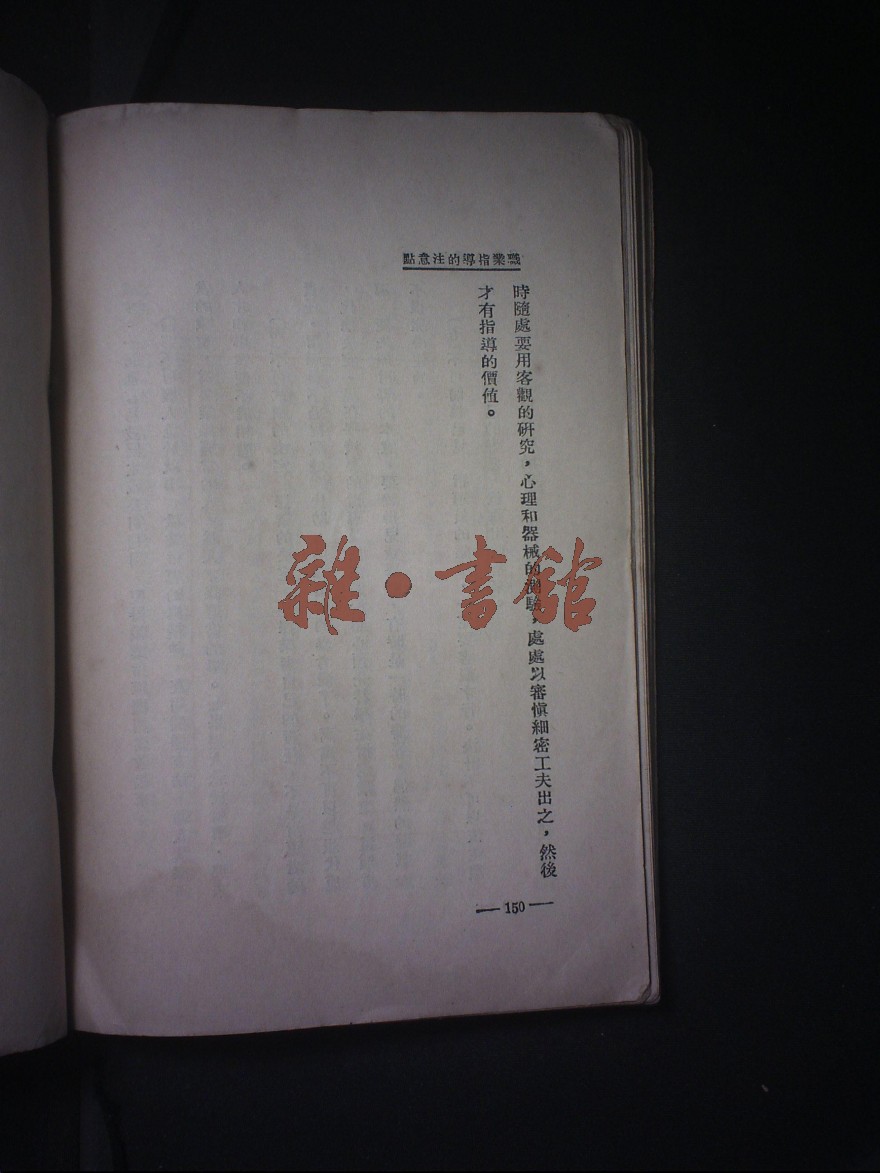 職業指導的注意點
時隨處要用客觀的研究，心理和器械的測驗，處處以審愼細密工夫出之，然後
才有指導的價值。
— 150 —
雜·書館